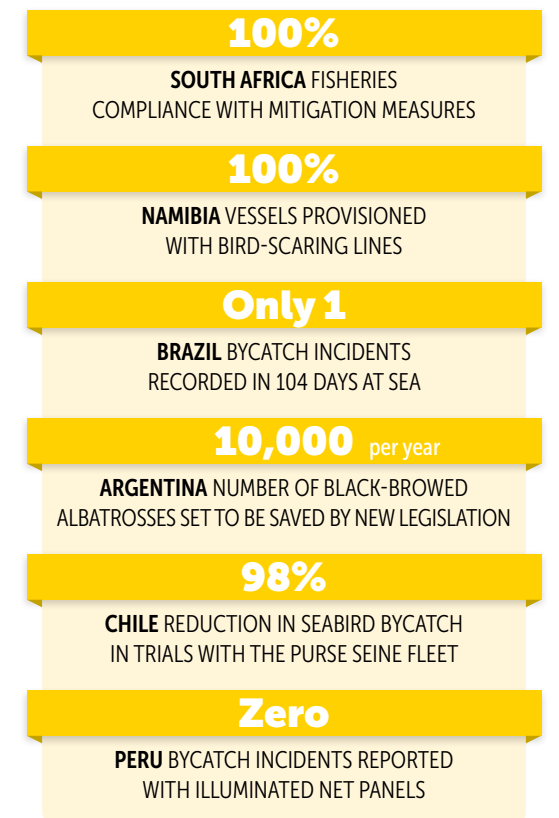 100%
SOUTH AFRICA FISHERIES
COMPLIANCE WITH MITIGATION MEASURES
100%
NAMIBIA VESSELS PROVISIONED
WITH BIRD-SCARING LINES
Only 1
BRAZIL BYCATCH INCIDENTS
RECORDED IN 104 DAYS AT SEA
10,000 per year
ARGENTINA NUMBER OF BLACK-BROWED
ALBATROSSES SET TO BE SAVED BY NEW LEGISLATION
98%
CHILE REDUCTION IN SEABIRD BYCATCH
IN TRIALS WITH THE PURSE SEINE FLEET
Zero
PERU BYCATCH INCIDENTS REPORTED
WITH ILLUMINATED NET PANELS